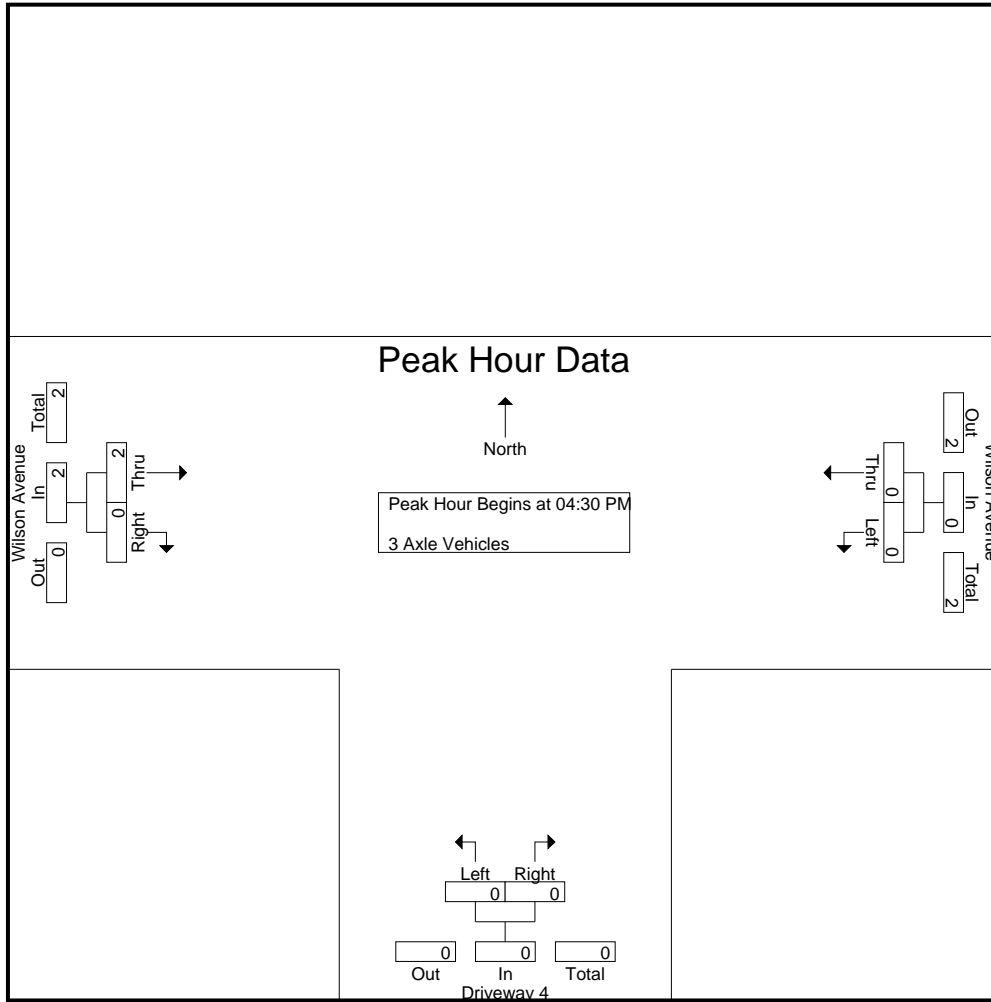 Peak Hour Data
North
Peak Hour Begins at 04:30 PM
3 Axle Vehicles
Wilson Avenue
Total
2
In
2
Out
0
2
Thru
0
Right
Wilson Avenue
Out
2
In
0
Total
2
Thru
0
Left
0
Left Right
0 0
0 0 0
Out In Total
Driveway 4